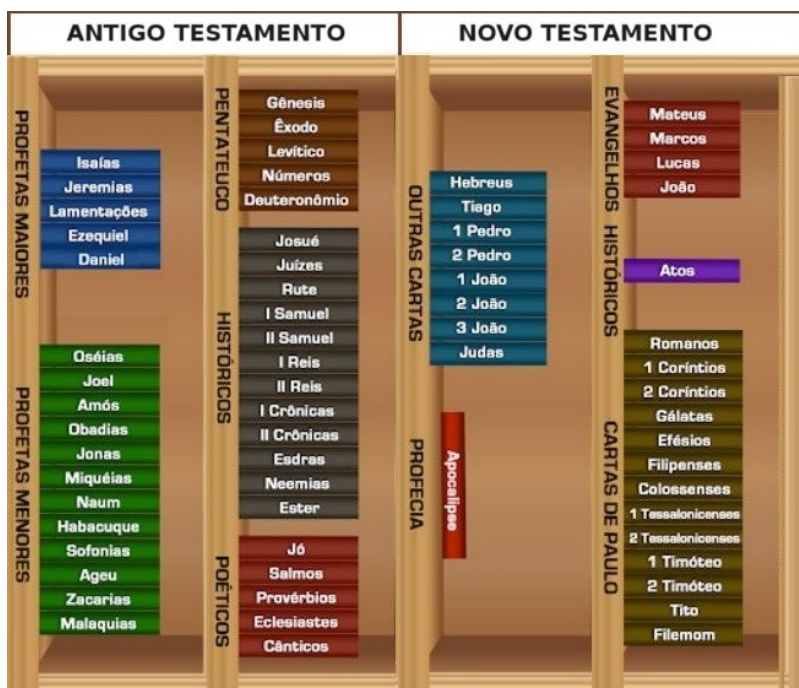 ANTIGO TESTAMENTO
PROFETAS MAIORES
Isaías
Jeremias
Lamentações
Ezequiel
Daniel
PROFETAS MENORES
Oséias
Joel
Amós
Obadias
Jonas
Miquéias
Naum
Habacuque
Sofonias
Ageu
Zacarias
Malaquias
PENTATEUCO
Gênesis
Êxodo
Levítico
Números
Deuteronômio
HISTÓRICOS
Josué
Juízes
Rute
I Samuel
II Samuel
I Reis
II Reis
I Crônicas
II Crônicas
Esdras
Neemias
Ester
POÉTICOS
Jó
Salmos
Provérbios
Eclesiastes
Cânticos
NOVO TESTAMENTO
OUTRAS CARTAS
Hebreus
Tiago
1 Pedro
2 Pedro
1 João
2 João
3 João
Judas
PROFECIA
Apocalipse
EVANGELHOS
Mateus
Marcos
Lucas
João
HISTÓRICOS
Atos
CARTAS DE PAULO
Romanos
1 Coríntios
2 Coríntios
Gálatas
Efésios
Filipenses
Colossenses
1 Tessalonicenses
2 Tessalonicenses
1 Timóteo
2 Timóteo
Tito
Filemom